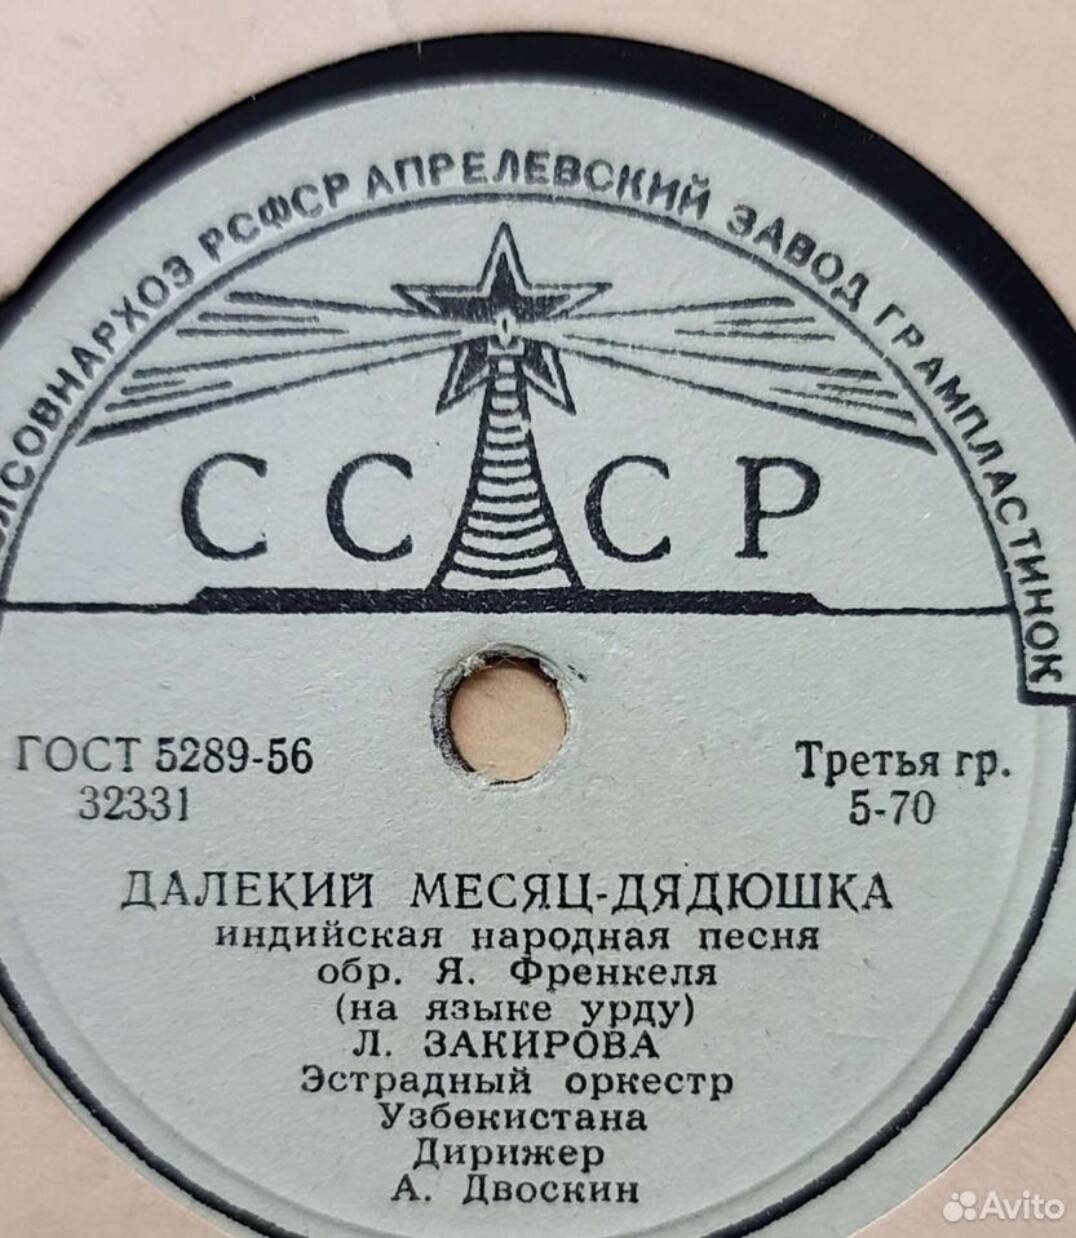 ЛСОВНАРХОЗ РСФСР АПРЕЛЕВСКИЙ ЗАВОД ГРАМПЛАСТИНОК
СССР
ГОСТ 5289-56
32331
Третья гр.
5-70
ДАЛЕКИЙ МЕСЯЦ-ДЯДЮШКА
индийская народная песня
обр. Я. Френкеля
(на языке урду)
Л. ЗАКИРОВА
Эстрадный оркестр
Узбекистана
Дирижер
А. Двоскин
Avito